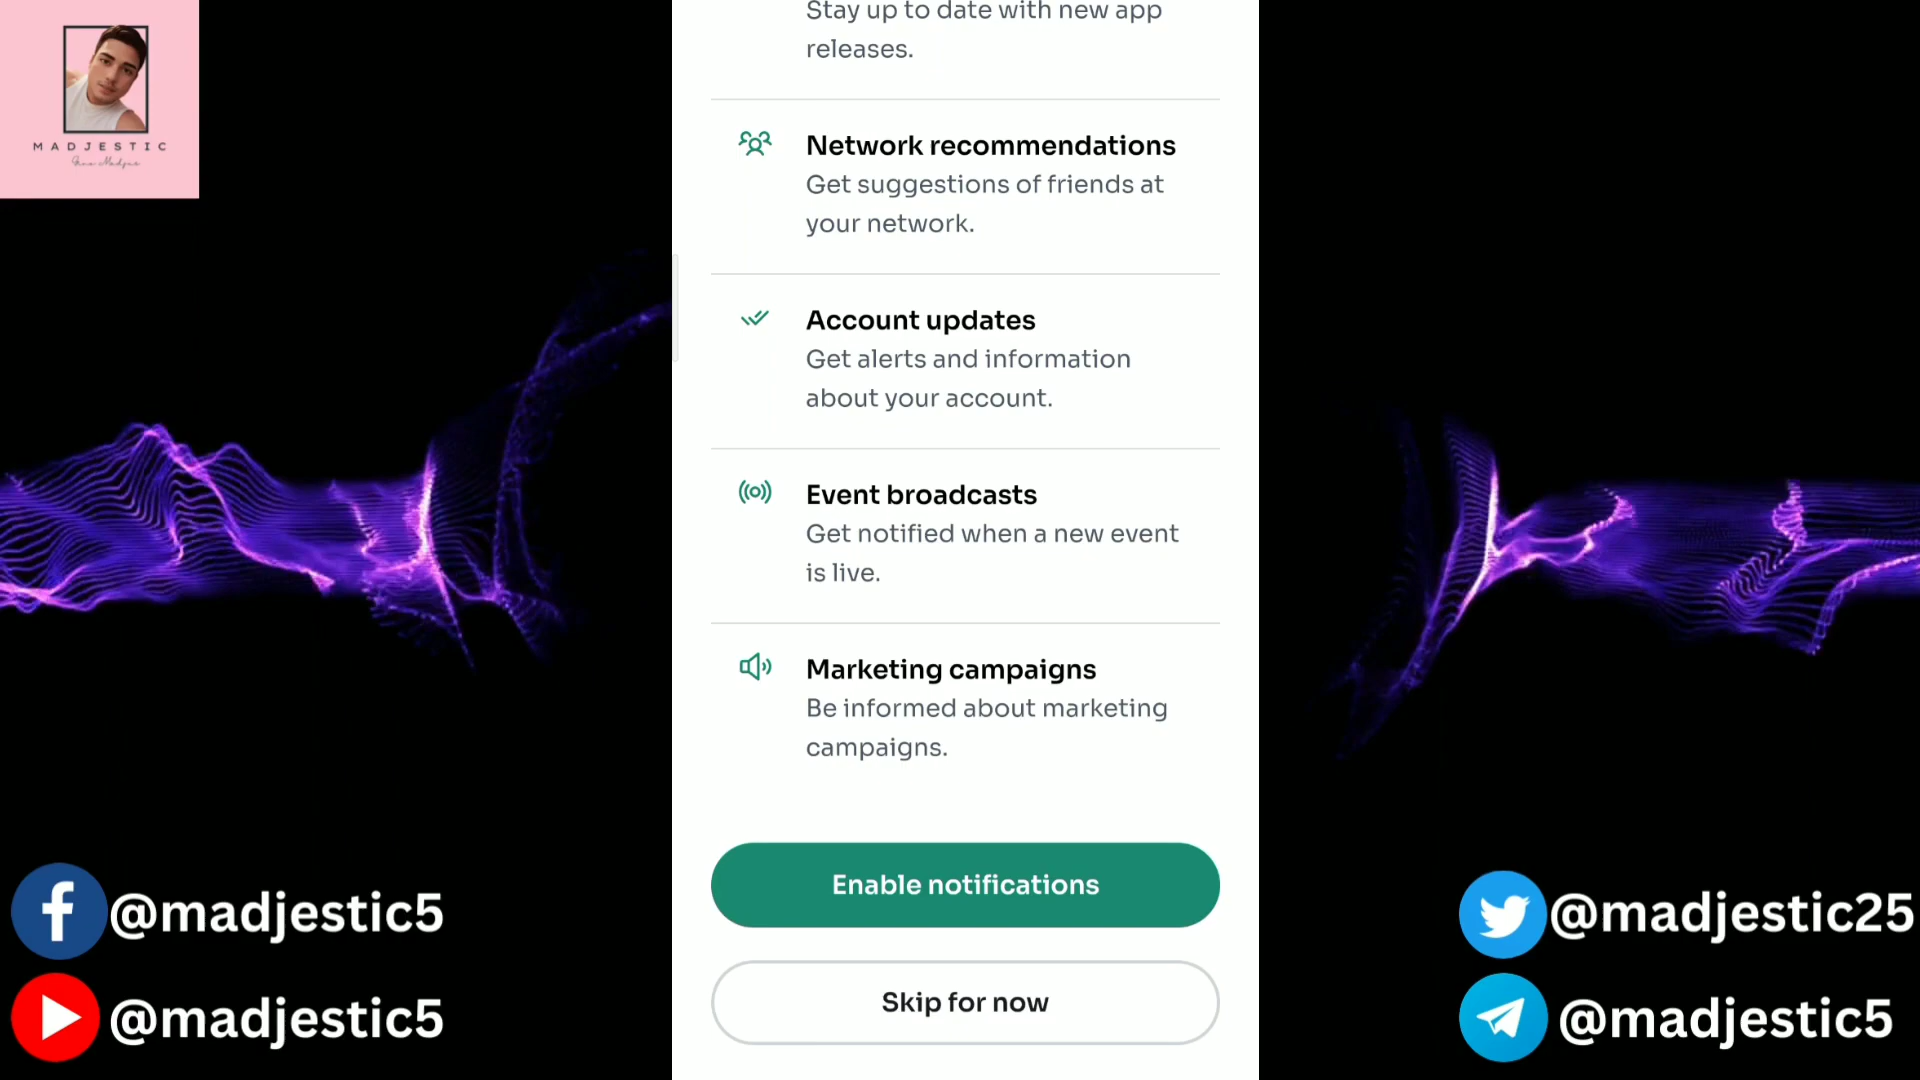 MADJESTIC
Stay up to date with new app
releases.
Network recommendations
Get suggestions of friends at
your network.
Account updates
Get alerts and information
about your account.
Event broadcasts
Get notified when a new event
is live.
Marketing campaigns
Be informed about marketing
campaigns.
Enable notifications
Skip for now
@madjestic5
@madjestic5
@madjestic25
@madjestic5